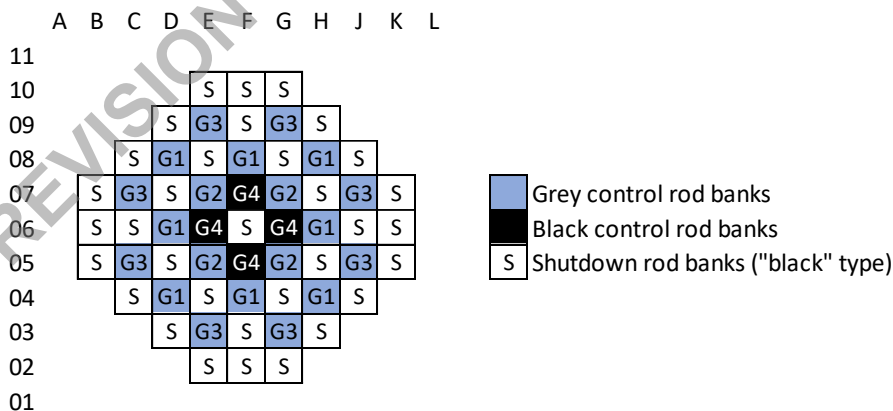 A B C D E F G H J K L
11
10 S S S
09 S G3 S G3 S
08 S G1 S G1 S G1 S
07 S G3 S G2 G4 G2 S G3 S
06 S S G1 G4 S G4 G1 S S
05 S G3 S G2 G4 G2 S G3 S
04 S G1 S G1 S G1 S
03 S G3 S G3 S
02 S S S
01
Grey control rod banks
Black control rod banks
S Shutdown rod banks ("black" type)
REVISION